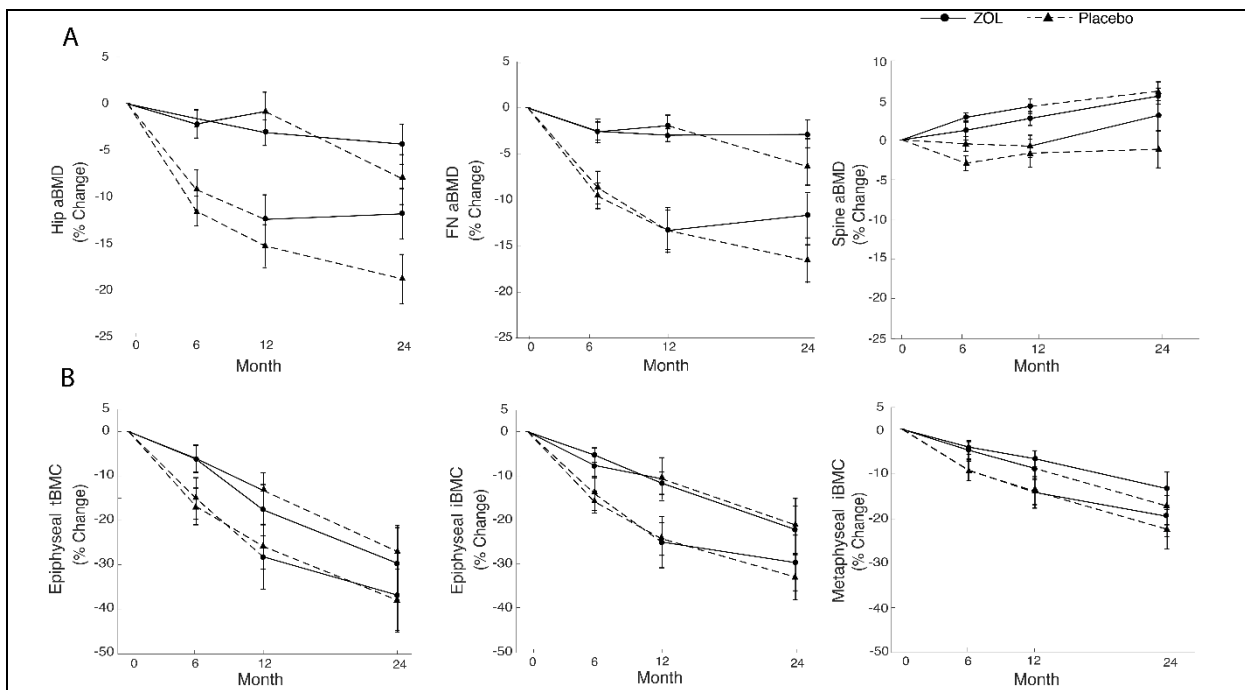 ZOL Placebo
A
Hip aBMD
(% Change)
5
0
-5
-10
-15
-20
-25
0 6 12 24
Month
FN aBMD
(% Change)
5
0
-5
-10
-15
-20
-25
0 6 12 24
Month
Spine aBMD
(% Change)
10
5
0
-5
-10
-15
-20
-25
0 6 12 24
Month
B
Epiphyseal tBMC
(% Change)
5
0
-10
-20
-30
-40
-50
0 6 12 24
Month
Epiphyseal iBMC
(% Change)
5
0
-10
-20
-30
-40
-50
0 6 12 24
Month
Metaphyseal iBMC
(% Change)
5
0
-10
-20
-30
-40
-50
0 6 12 24
Month